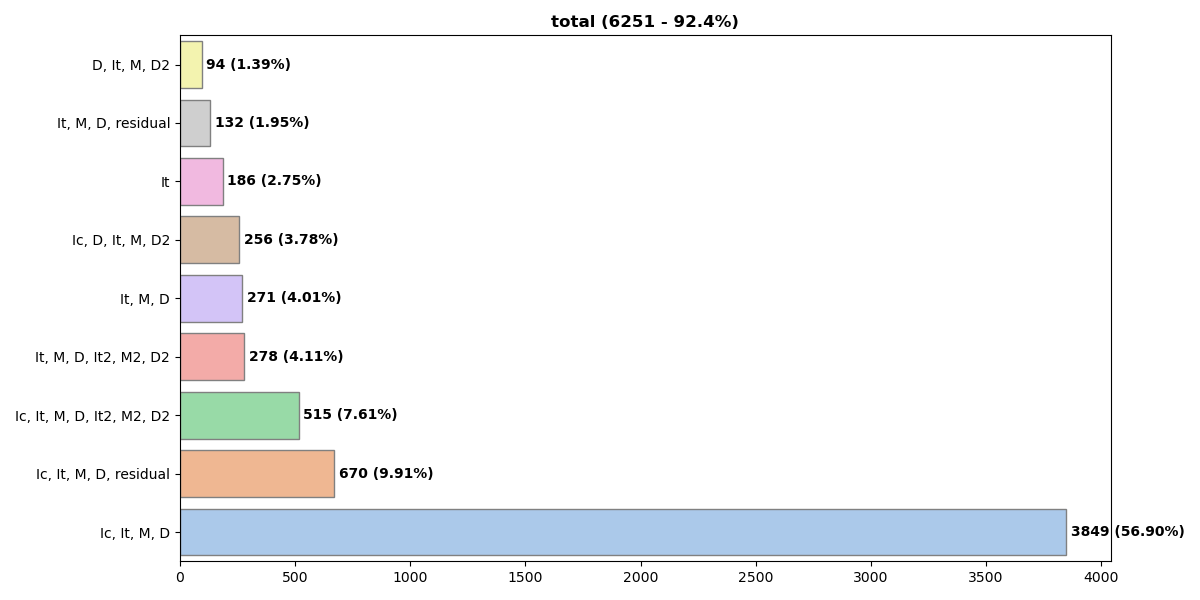 total (6251 - 92.4%)
D, It, M, D2
94 (1.39%)
It, M, D, residual
132 (1.95%)
It
186 (2.75%)
Ic, D, It, M, D2
256 (3.78%)
It, M, D
271 (4.01%)
It, M, D, It2, M2, D2
278 (4.11%)
Ic, It, M, D, It2, M2, D2
515 (7.61%)
Ic, It, M, D, residual
670 (9.91%)
Ic, It, M, D
3849 (56.90%)
0 500 1000 1500 2000 2500 3000 3500 4000